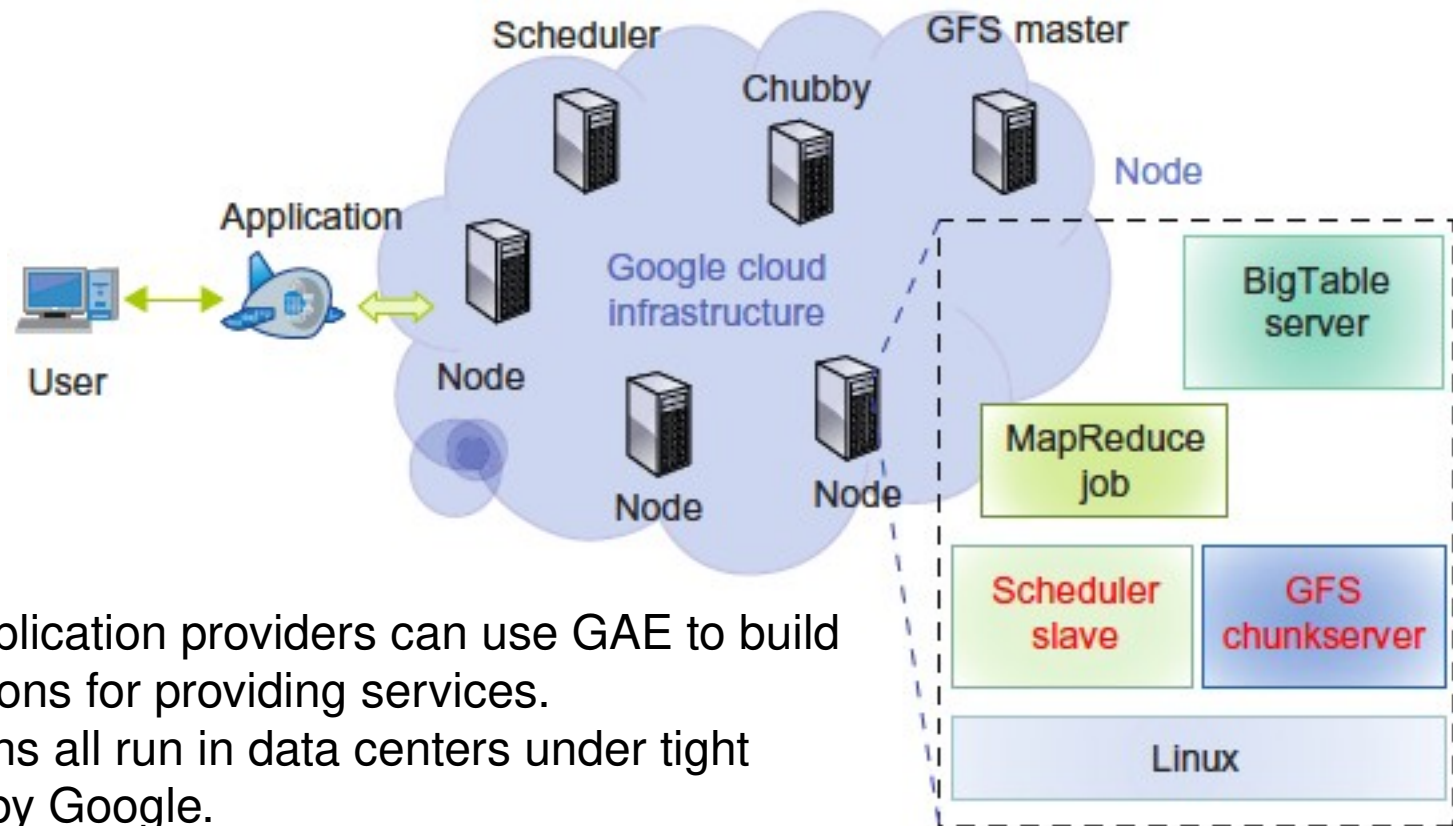 Scheduler
GFS master
Chubby
Node
Application
Google cloud
infrastructure
BigTable
server
User
Node
MapReduce
job
Node
Node
Scheduler
slave
GFS
chunkserver
Linux
plication providers can use GAE to build
ons for providing services.
ns all run in data centers under tight
by Google.